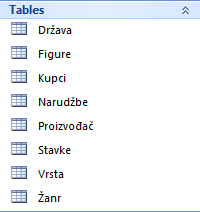 Tables
Država
Figure
Kupci
Narudžbe
Proizvođač
Stavke
Vrsta
Žanr